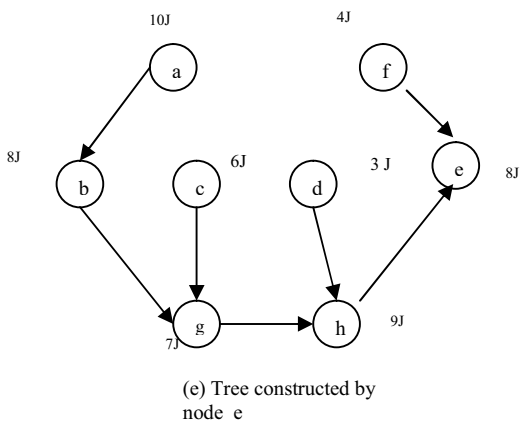 10J
4J
a
f
8J
b
6J
c
d
3 J
e
8J
g
7J
h
9J
(e) Tree constructed by
node e